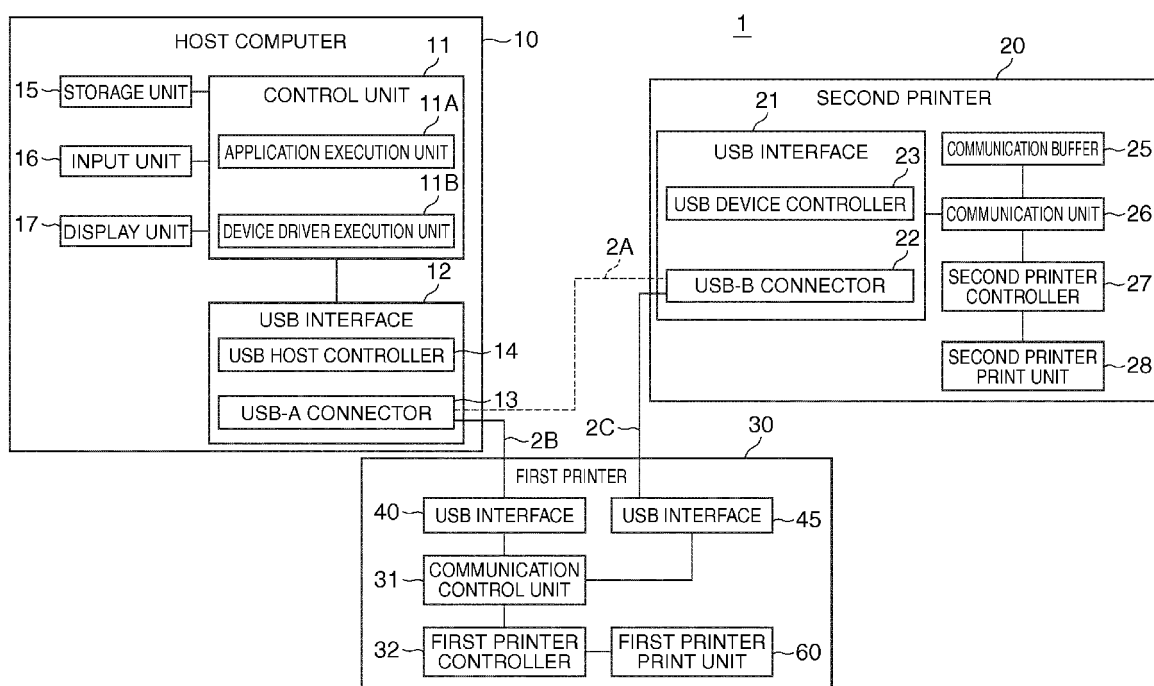 1
HOST COMPUTER
10
11
CONTROL UNIT
15
STORAGE UNIT
11A
APPLICATION EXECUTION UNIT
16
INPUT UNIT
11B
DEVICE DRIVER EXECUTION UNIT
17
DISPLAY UNIT
12
USB INTERFACE
USB HOST CONTROLLER
14
13
USB-A CONNECTOR
2A
2B
2C
20
SECOND PRINTER
21
USB INTERFACE
23
USB DEVICE CONTROLLER
22
USB-B CONNECTOR
COMMUNICATION BUFFER
25
COMMUNICATION UNIT
26
SECOND PRINTER
CONTROLLER
27
SECOND PRINTER
PRINT UNIT
28
30
FIRST PRINTER
40
USB INTERFACE
USB INTERFACE
45
31
COMMUNICATION
CONTROL UNIT
32
FIRST PRINTER
CONTROLLER
FIRST PRINTER
PRINT UNIT
60